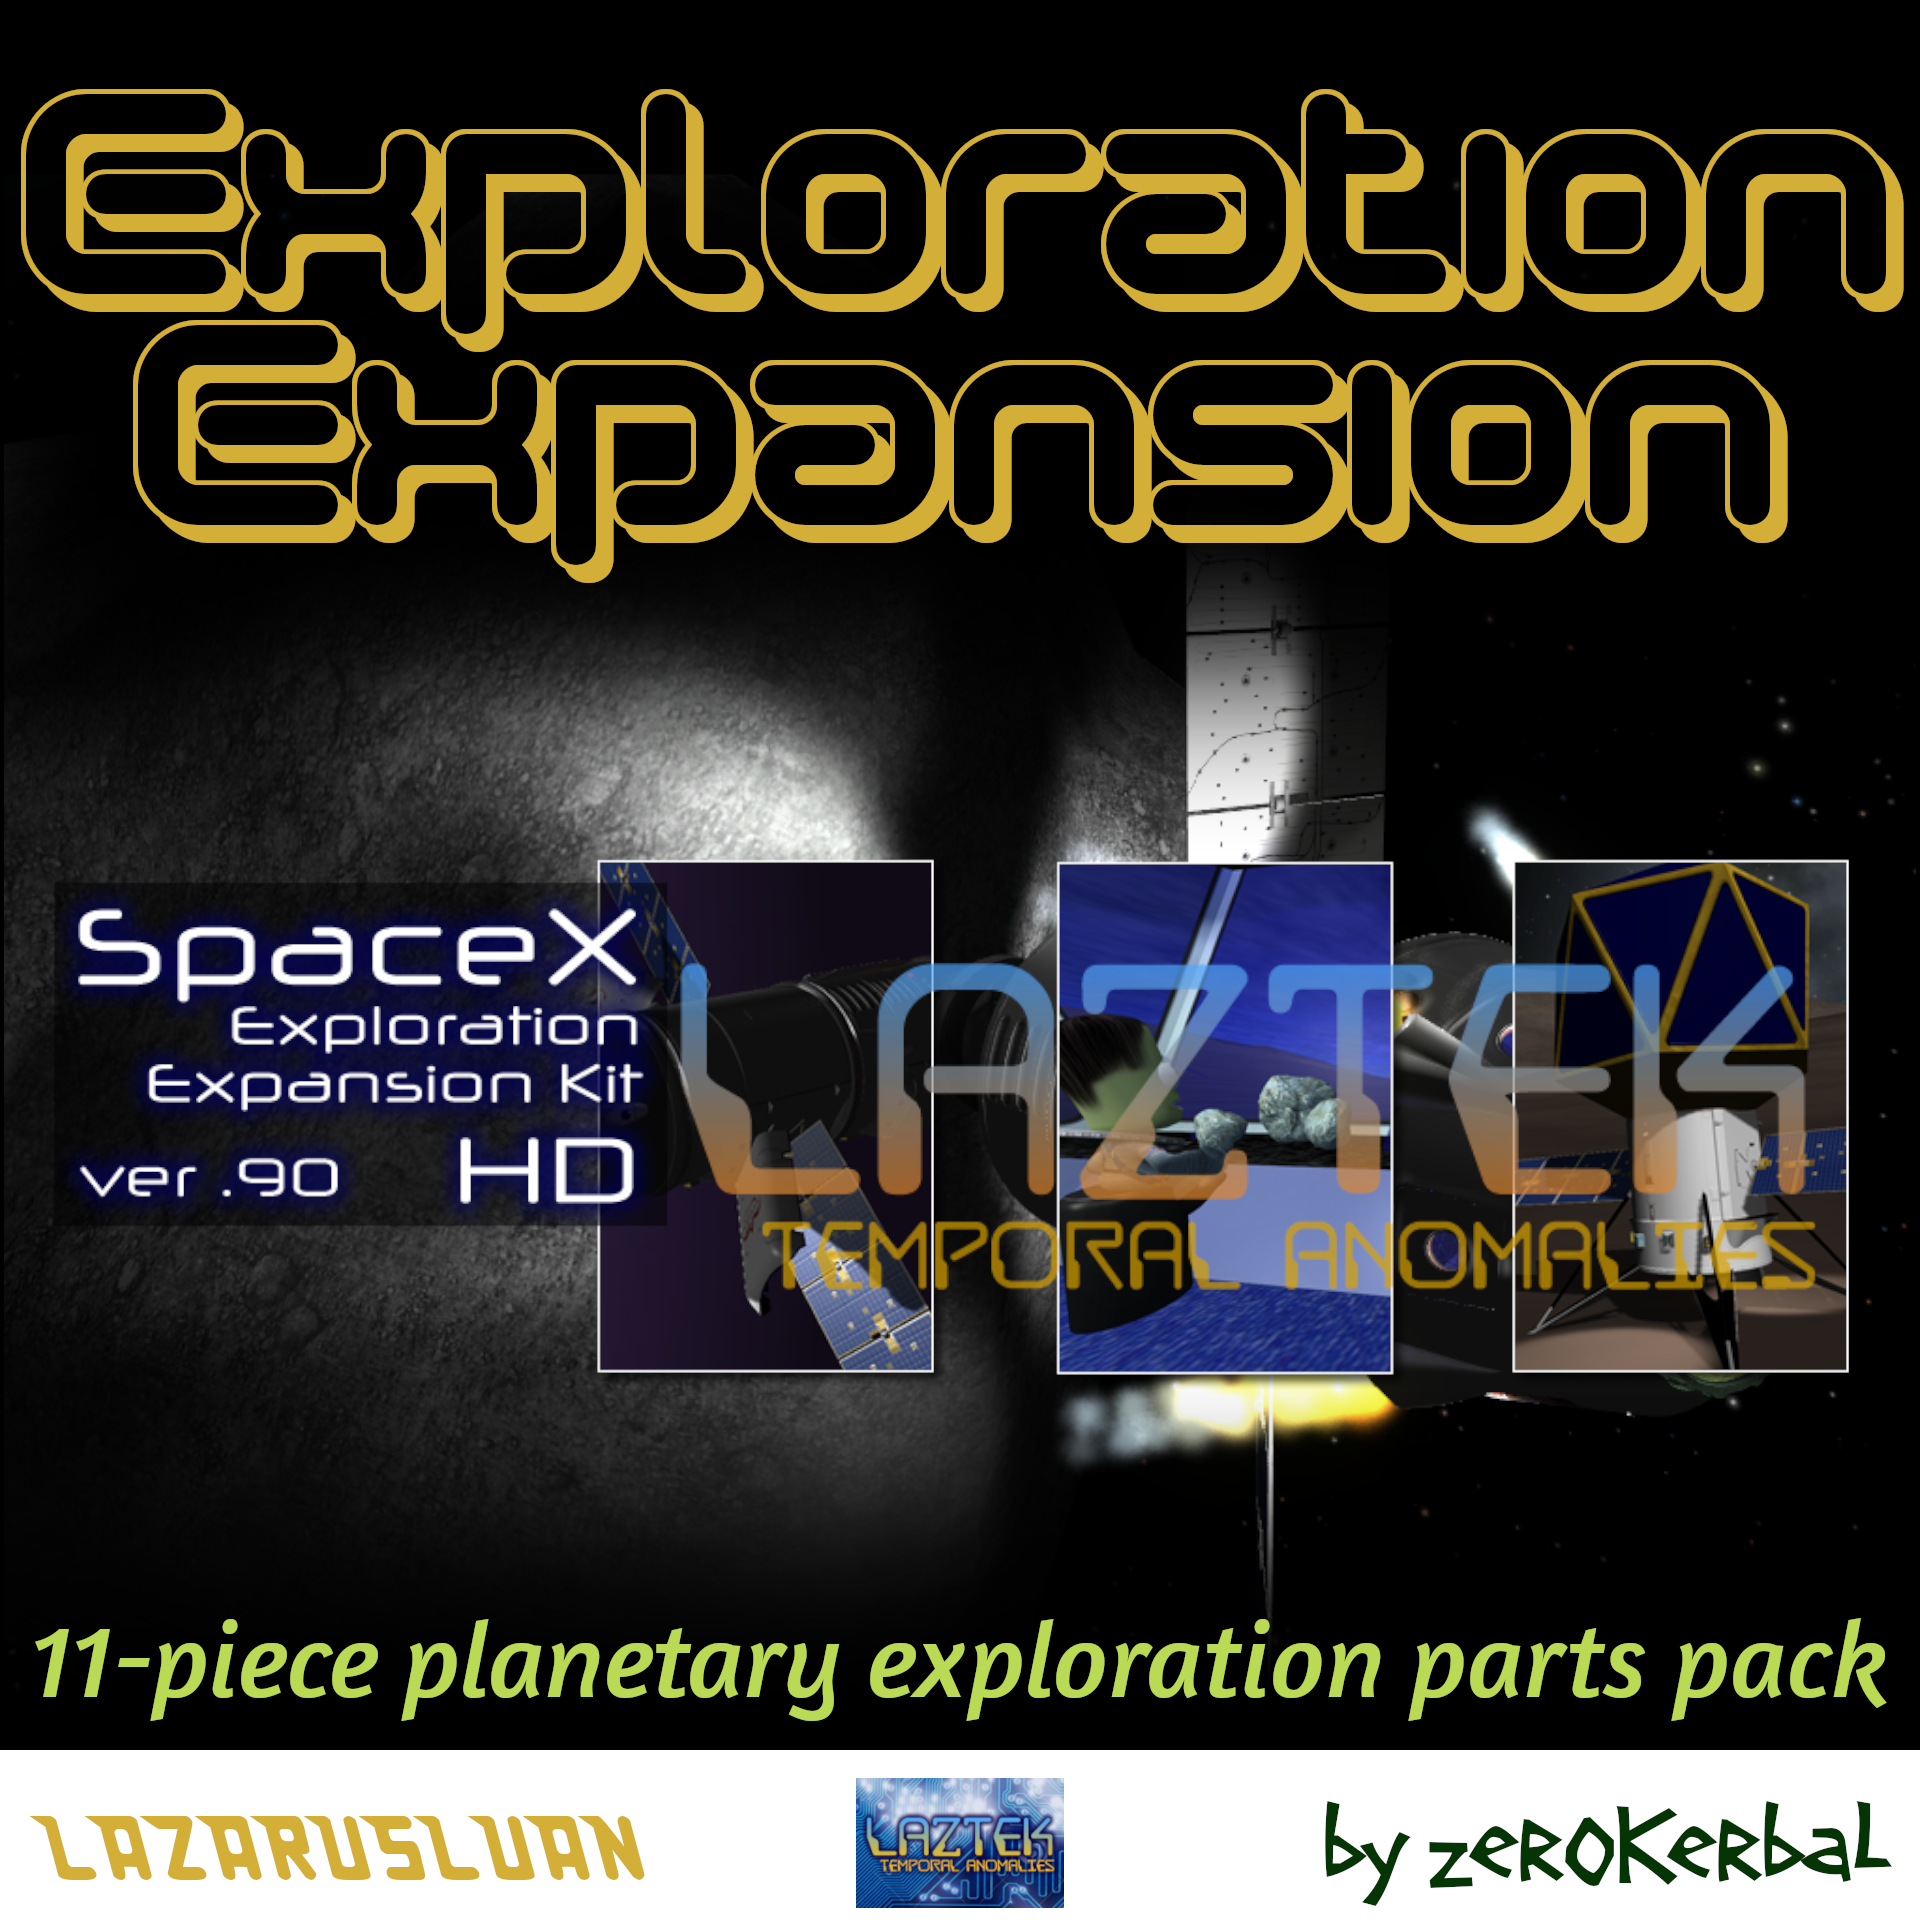 Exploration
Expansion
SpaceX
Exploration
Expansion Kit
ver .90 HD
LAZTEK
TEMPORAL ANOMALIES
11-piece planetary exploration parts pack
LAZARUSLUAN
LAZTEK
TEMPORAL ANOMALIES
by zeroKerbal